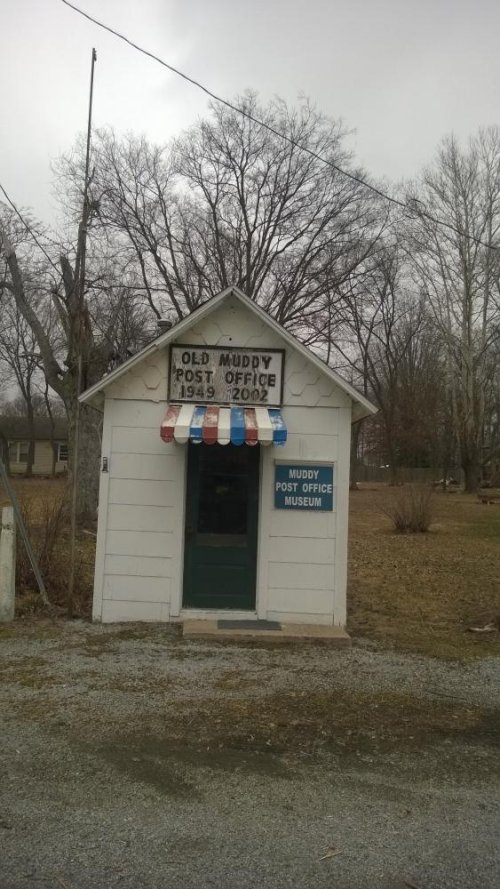 OLD MUDDY
POST OFFICE
1949 2002
MUDDY
POST OFFICE
MUSEUM